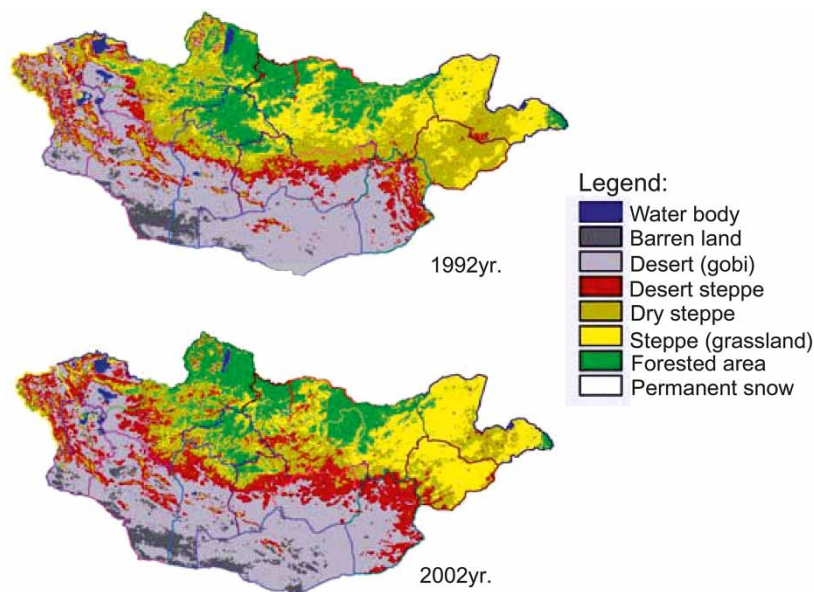 1992yr.
Legend:
Water body
Barren land
Desert (gobi)
Desert steppe
Dry steppe
Steppe (grassland)
Forested area
Permanent snow
2002yr.